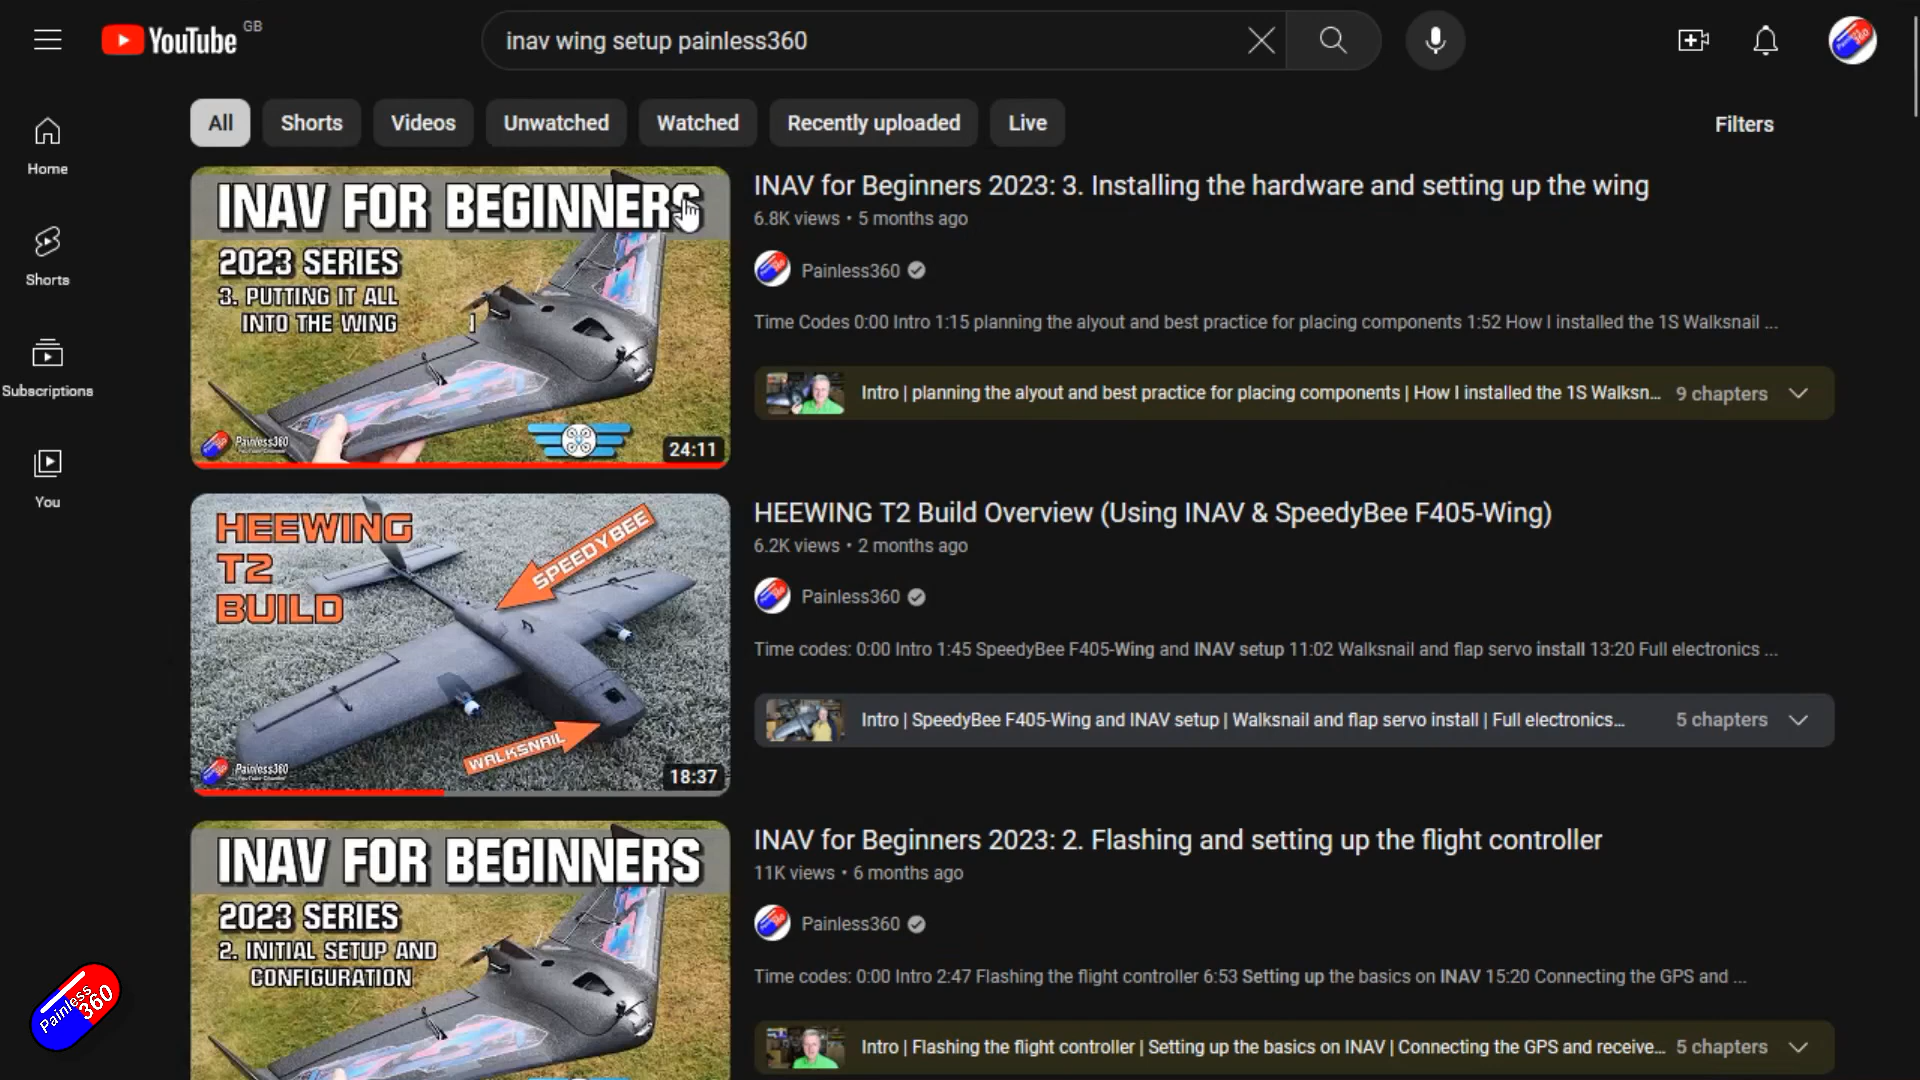 YouTube GB
inav wing setup painless360
All
Shorts
Videos
Unwatched
Watched
Recently uploaded
Live
Filters
Home
Shorts
Subscriptions
You
INAV FOR BEGINNERS
2023 SERIES
3. PUTTING IT ALL
INTO THE WING
Painless360
24:11
INAV for Beginners 2023: 3. Installing the hardware and setting up the wing
6.8K views • 5 months ago
Painless360
Time Codes 0:00 Intro 1:15 planning the alyout and best practice for placing components 1:52 How I installed the 1S Walksnail ...
Intro | planning the alyout and best practice for placing components | How I installed the 1S Walksn...
9 chapters
HEEWING
T2
BUILD
SPEEDYBEE
WALKSNAIL
Painless360
18:37
HEEWING T2 Build Overview (Using INAV & SpeedyBee F405-Wing)
6.2K views • 2 months ago
Painless360
Time codes: 0:00 Intro 1:45 SpeedyBee F405-Wing and INAV setup 11:02 Walksnail and flap servo install 13:20 Full electronics ...
Intro | SpeedyBee F405-Wing and INAV setup | Walksnail and flap servo install | Full electronics...
5 chapters
INAV FOR BEGINNERS
2023 SERIES
2. INITIAL SETUP AND
CONFIGURATION
INAV for Beginners 2023: 2. Flashing and setting up the flight controller
11K views • 6 months ago
Painless360
Time codes: 0:00 Intro 2:47 Flashing the flight controller 6:53 Setting up the basics on INAV 15:20 Connecting the GPS and ...
Intro | Flashing the flight controller | Setting up the basics on INAV | Connecting the GPS and receive...
5 chapters
Painless
360